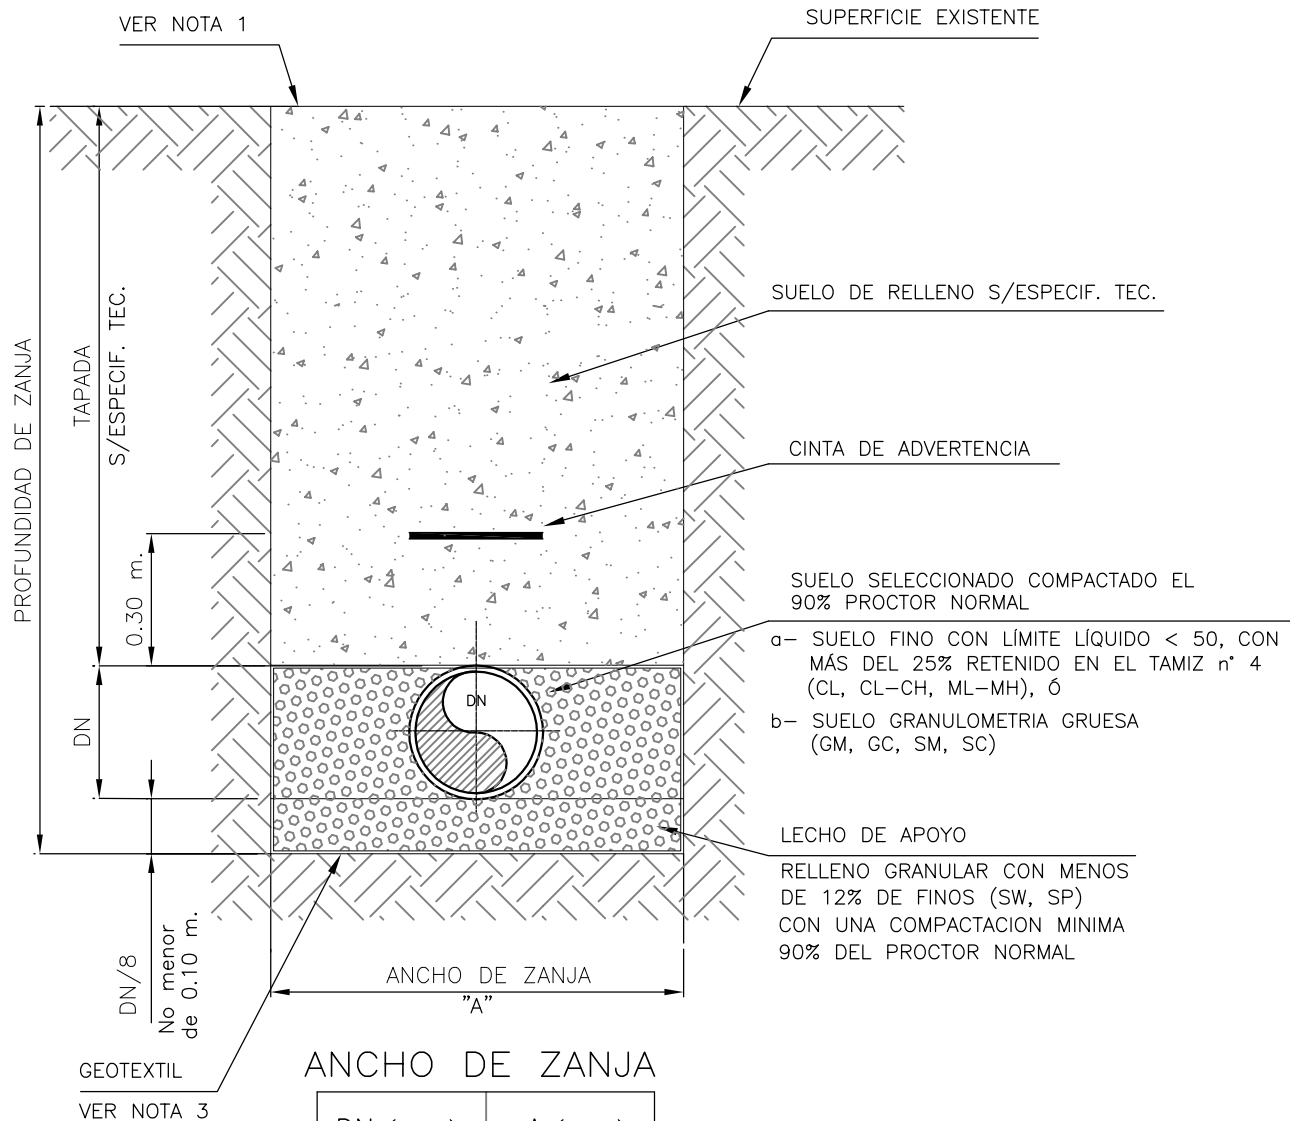 VER NOTA 1
SUPERFICIE EXISTENTE
PROFUNDIDAD DE ZANJA
TAPADA
S/ESPECIF. TEC.
SUELO DE RELLENO S/ESPECIF. TEC.
CINTA DE ADVERTENCIA
0.30 m.
SUELO SELECCIONADO COMPACTADO EL
90% PROCTOR NORMAL
a- SUELO FINO CON LÍMITE LÍQUIDO < 50, CON
MÁS DEL 25% RETENIDO EN EL TAMIZ n° 4
(CL, CL-CH, ML-MH), Ó
b- SUELO GRANULOMETRIA GRUESA
(GM, GC, SM, SC)
DN
DN
LECHO DE APOYO
RELLENO GRANULAR CON MENOS
DE 12% DE FINOS (SW, SP)
CON UNA COMPACTACION MINIMA
90% DEL PROCTOR NORMAL
DN/8
No menor
de 0.10 m.
ANCHO DE ZANJA
"A"
GEOTEXTIL
VER NOTA 3
ANCHO DE ZANJA